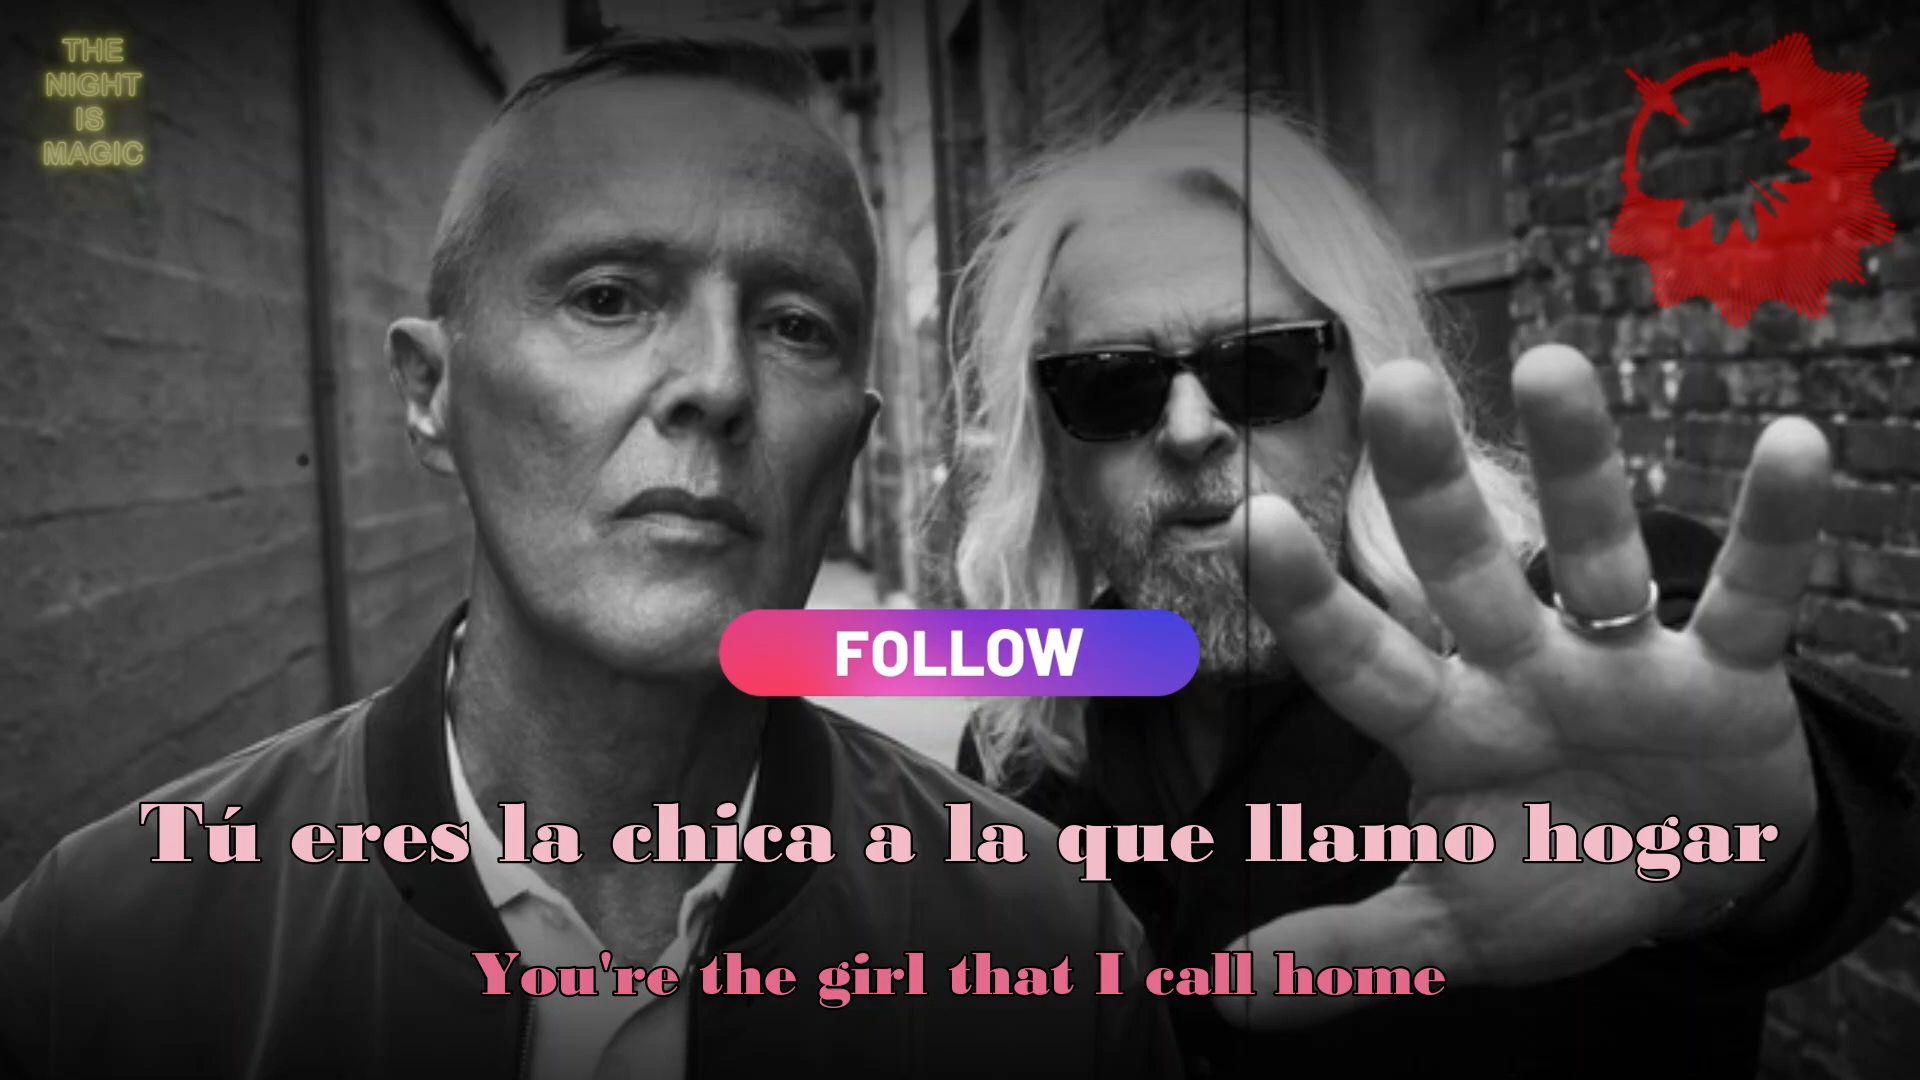 THE
NIGHT
IS
MAGIC
FOLLOW
Tú eres la chica a la que llamo hogar
You're the girl that I call home